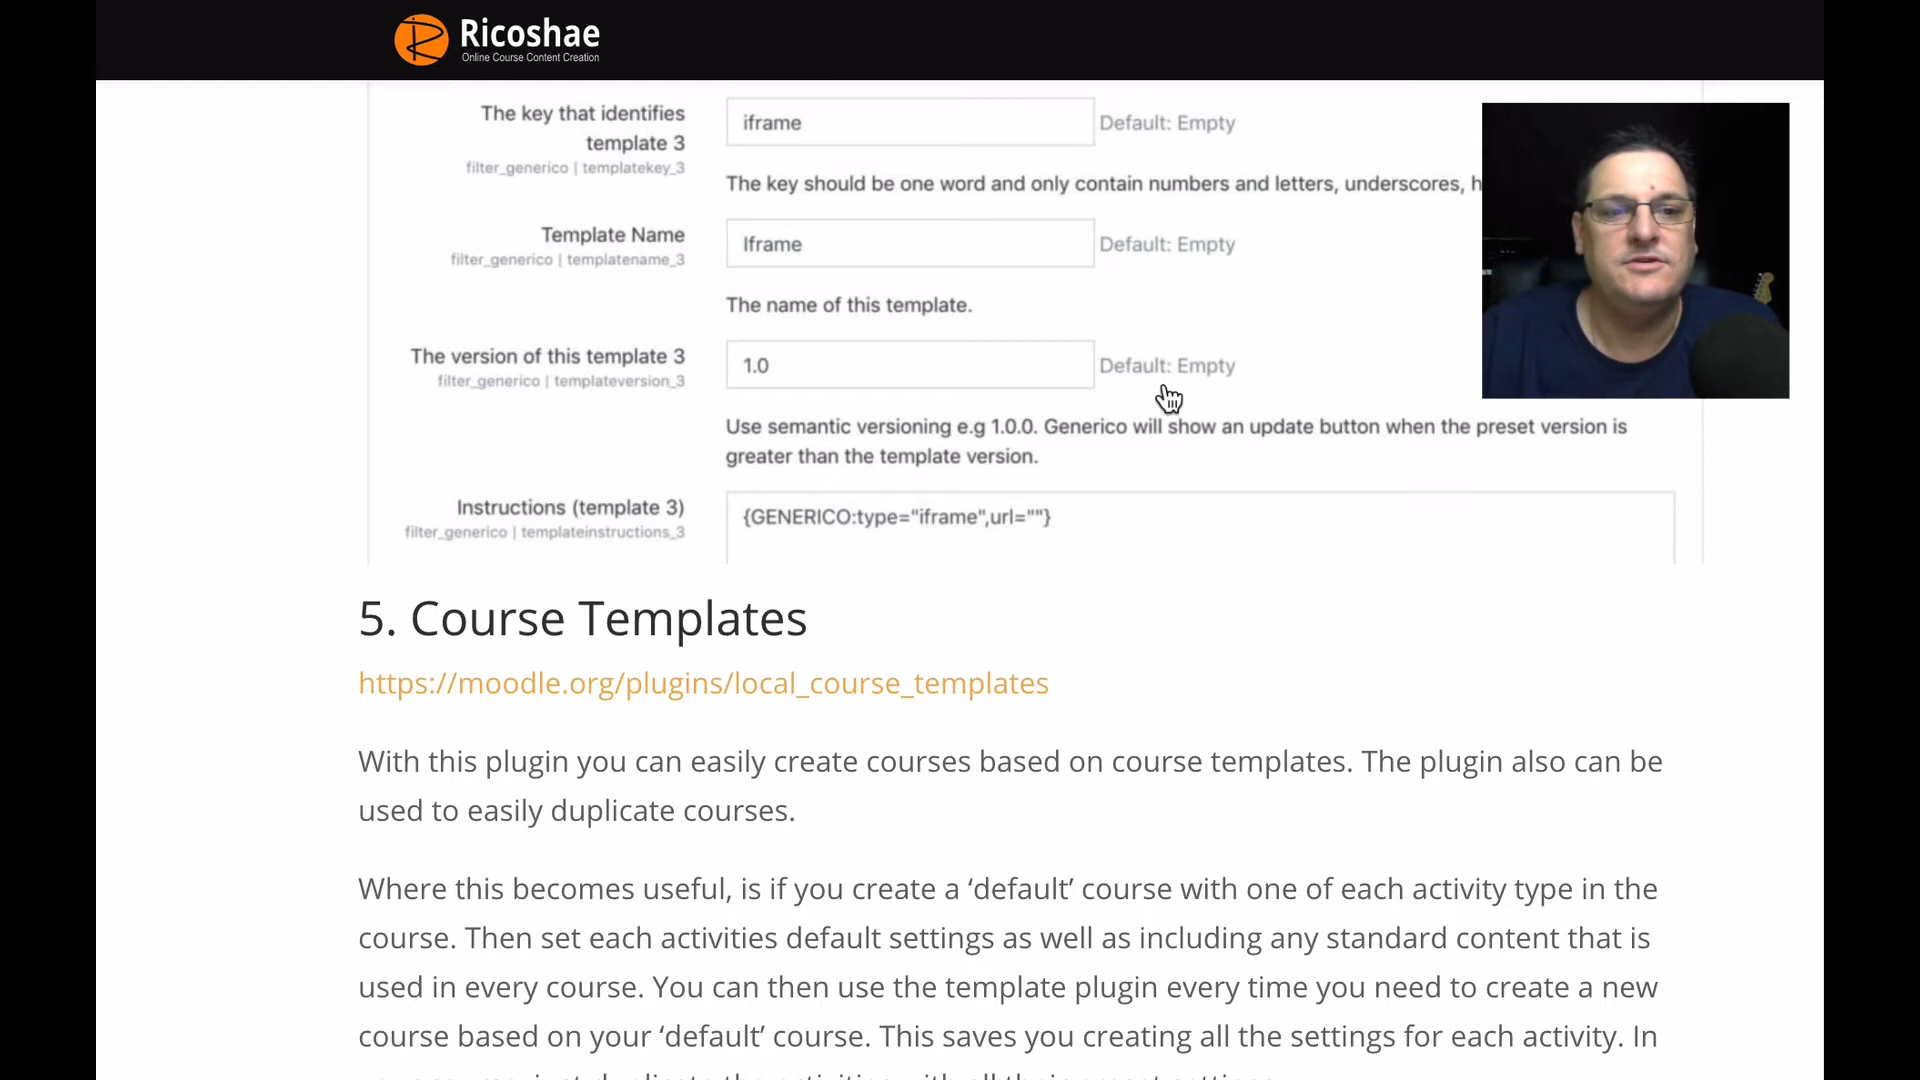 Ricoshae
Online Course Content Creation
The key that identifies
template 3
filter_generico | templatekey_3
iframe
Default: Empty
The key should be one word and only contain numbers and letters, underscores, h
Template Name
filter_generico | templatename_3
Iframe
Default: Empty
The name of this template.
The version of this template 3
filter_generico | templateversion_3
1.0
Default: Empty
Use semantic versioning e.g 1.0.0. Generico will show an update button when the preset version is
greater than the template version.
Instructions (template 3)
filter_generico | templateinstructions_3
{GENERICO:type="iframe",url=""}
5. Course Templates
https://moodle.org/plugins/local_course_templates
With this plugin you can easily create courses based on course templates. The plugin also can be
used to easily duplicate courses.
Where this becomes useful, is if you create a ‘default’ course with one of each activity type in the
course. Then set each activities default settings as well as including any standard content that is
used in every course. You can then use the template plugin every time you need to create a new
course based on your ‘default’ course. This saves you creating all the settings for each activity. In